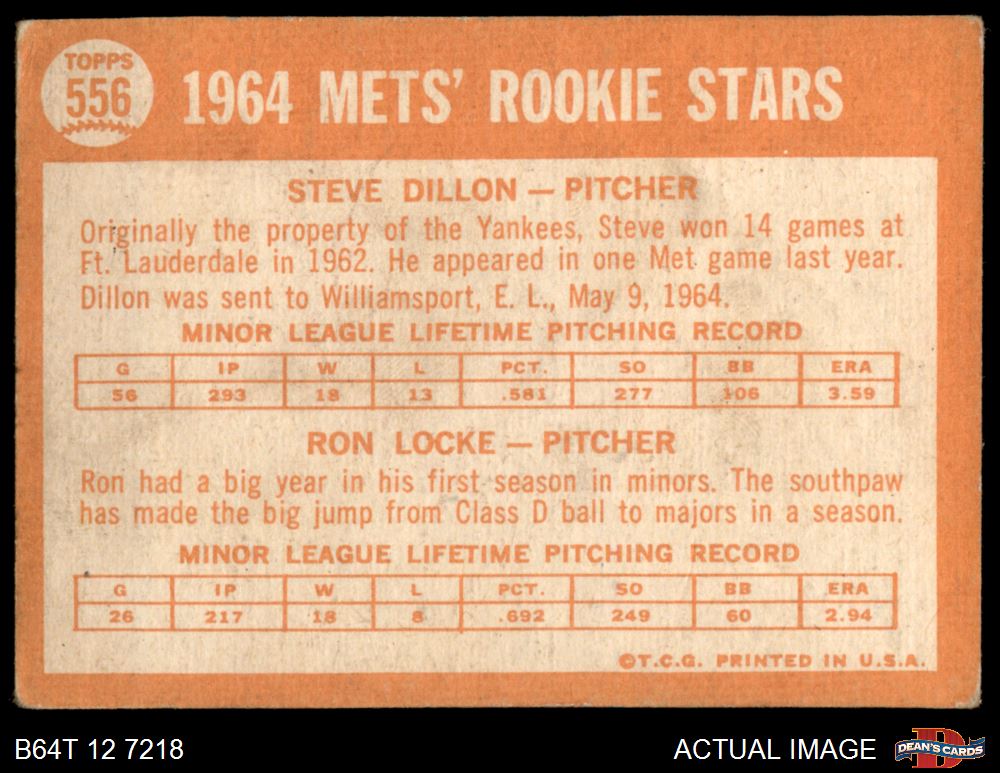 TOPPS
556
1964 METS' ROOKIE STARS
STEVE DILLON — PITCHER
Originally the property of the Yankees, Steve won 14 games at
Ft. Lauderdale in 1962. He appeared in one Met game last year.
Dillon was sent to Williamsport, E. L., May 9, 1964.
MINOR LEAGUE LIFETIME PITCHING RECORD
G IP W L PCT. SO BB ERA
56 293 18 13 .581 277 106 3.59
RON LOCKE — PITCHER
Ron had a big year in his first season in minors. The southpaw
has made the big jump from Class D ball to majors in a season.
MINOR LEAGUE LIFETIME PITCHING RECORD
G IP W L PCT. SO BB ERA
26 217 18 8 .692 249 60 2.94
©T.C.G. PRINTED IN U.S.A.
B64T 12 7218
ACTUAL IMAGE
D
DEAN'S CARDS